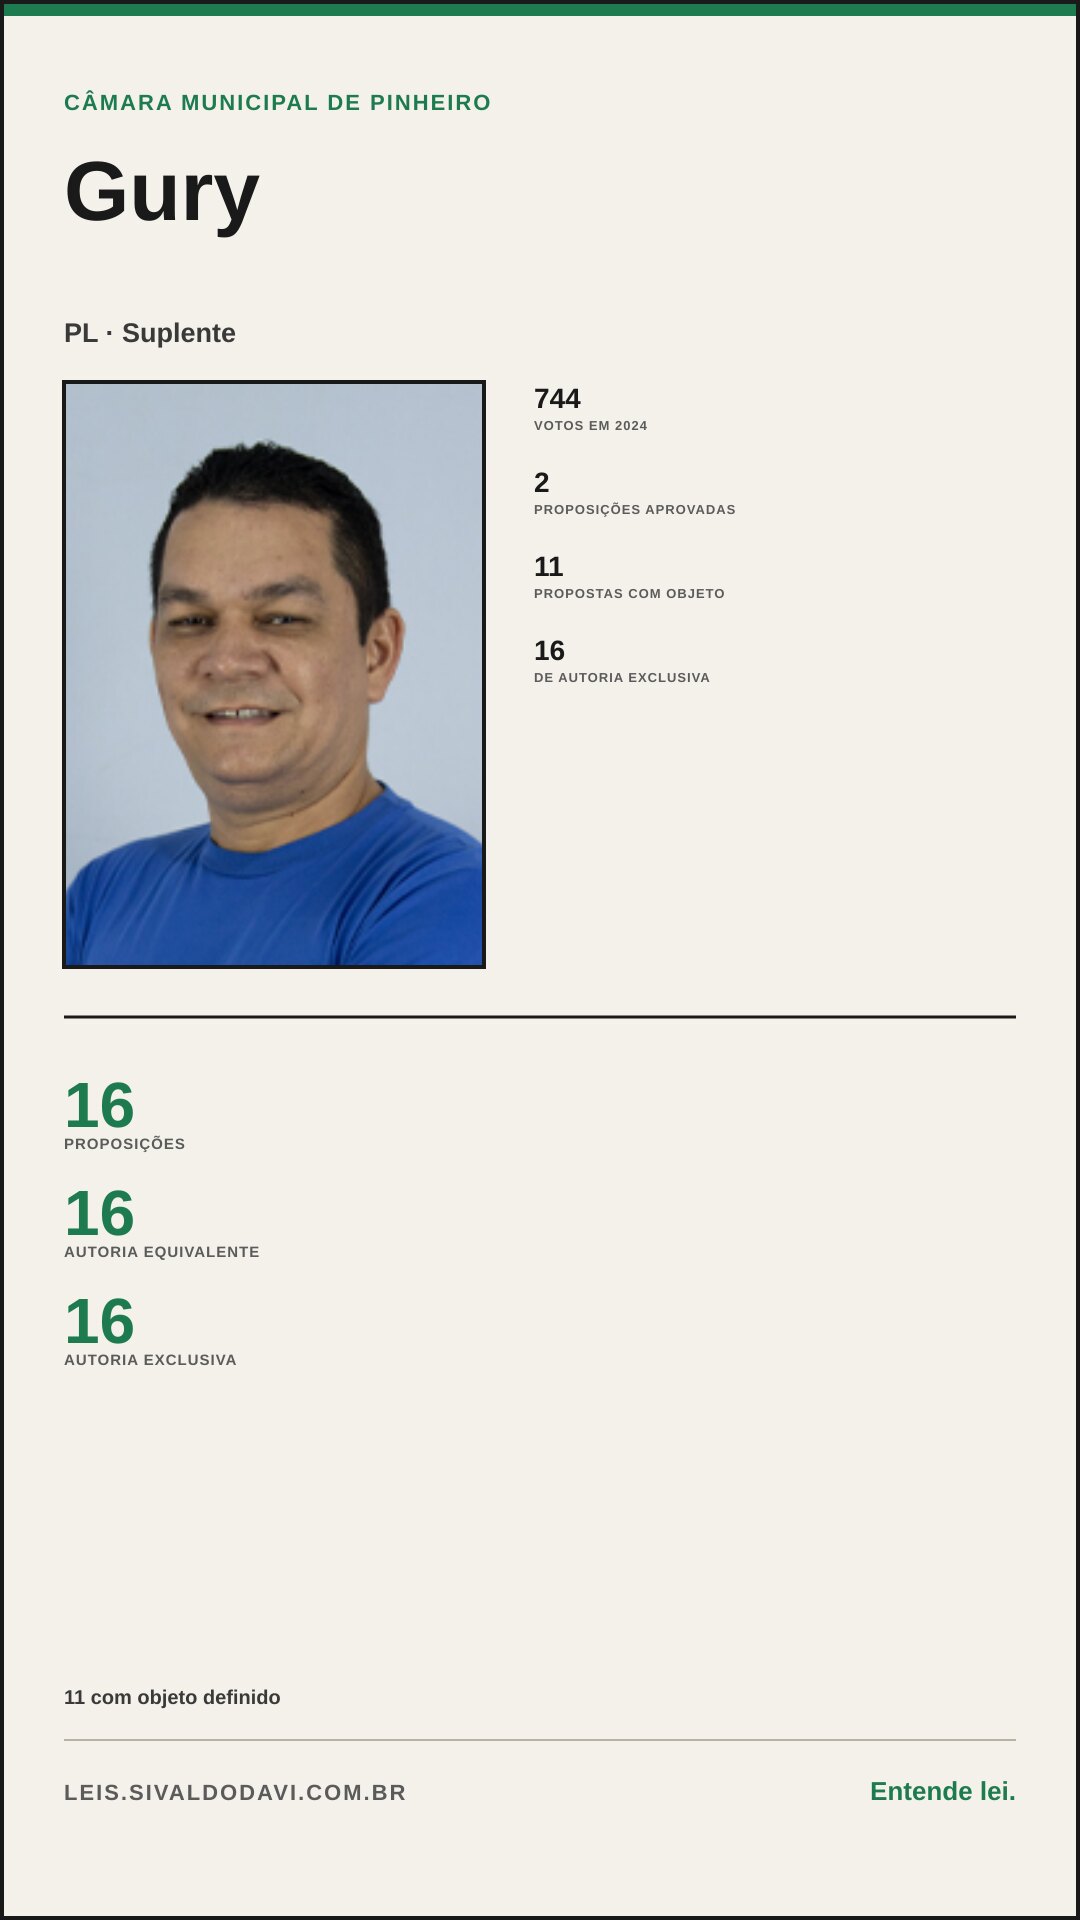 CÂMARA MUNICIPAL DE PINHEIRO
Gury
PL · Suplente
744
VOTOS EM 2024
2
PROPOSIÇÕES APROVADAS
11
PROPOSTAS COM OBJETO
16
DE AUTORIA EXCLUSIVA
16
PROPOSIÇÕES
16
AUTORIA EQUIVALENTE
16
AUTORIA EXCLUSIVA
11 com objeto definido
LEIS.SIVALDODAVI.COM.BR
Entende lei.